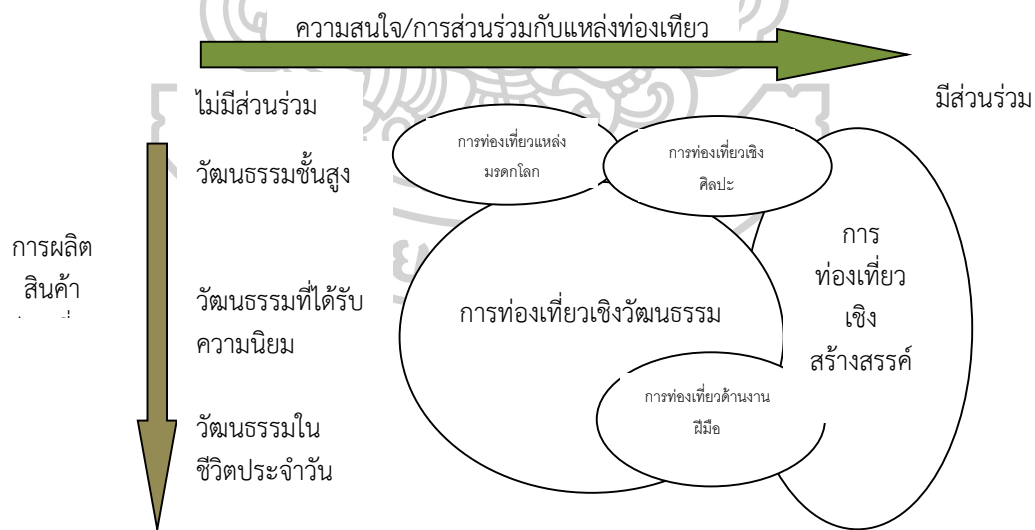 ความสนใจ/การส่วนร่วมกับแหล่งท่องเทียว
ไม่มีส่วนร่วม
มีส่วนร่วม
วัฒนธรรมชั้นสูง
การท่องเที่ยวแหล่ง
มรดกโลก
การท่องเที่ยวเชิง
ศิลปะ
การผลิต
สินค้า
วัฒนธรรมที่ได้รับ
ความนิยม
การท่องเที่ยวเชิงวัฒนธรรม
การ
ท่องเที่ยว
เชิง
สร้างสรรค์
การท่องเที่ยวด้านงาน
ฝีมือ
วัฒนธรรมใน
ชีวิตประจำวัน